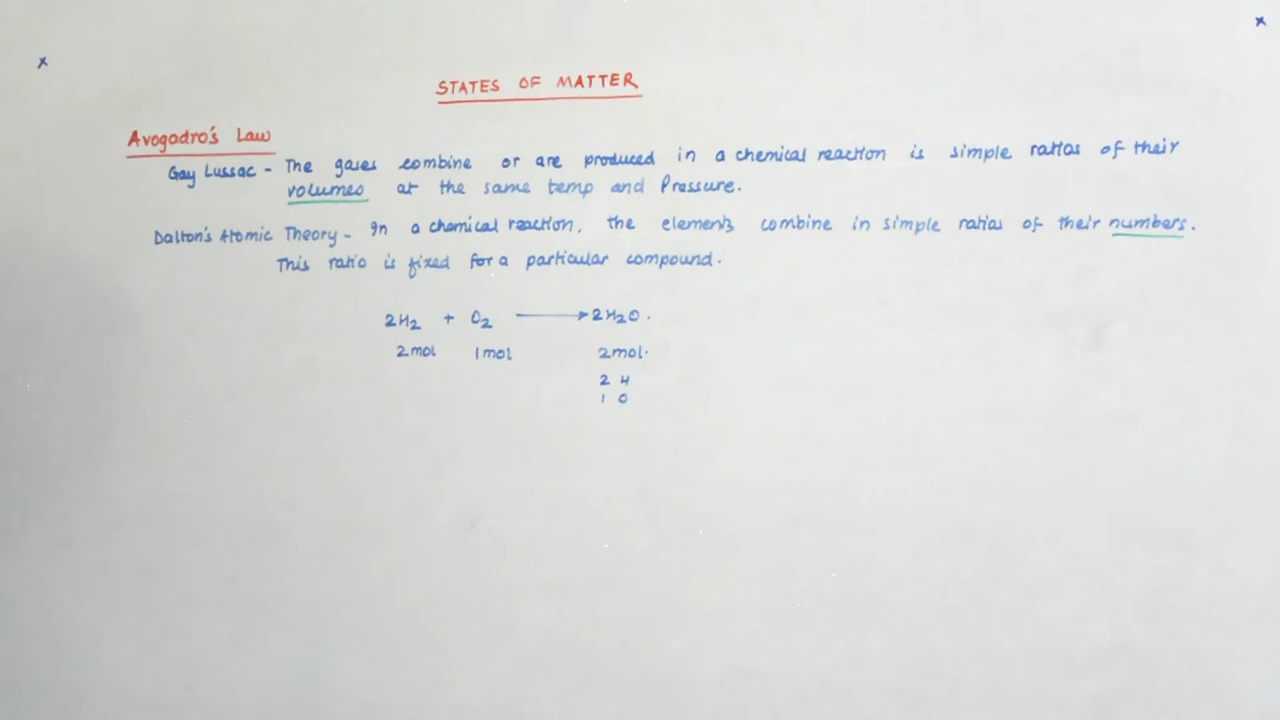 STATES OF MATTER
Avogadro's Law
Gay Lussac - The gases combine or are produced in a chemical reaction is simple ratios of their
volumes at the same temp and Pressure.
Dalton's Atomic Theory - In a chemical reaction, the elements combine in simple ratios of their numbers.
This ratio is fixed for a particular compound.
2H₂ + O₂ ⟶ 2H₂O.
2mol 1mol 2mol.
2 H
1 O